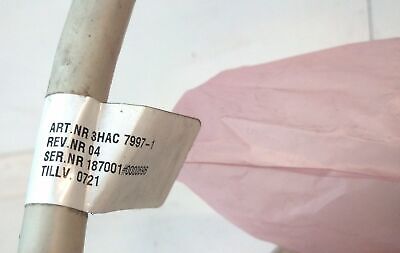 ART.NR 3HAC 7997-1
REV.NR 04
SER.NR 187001
TILLV. 0721